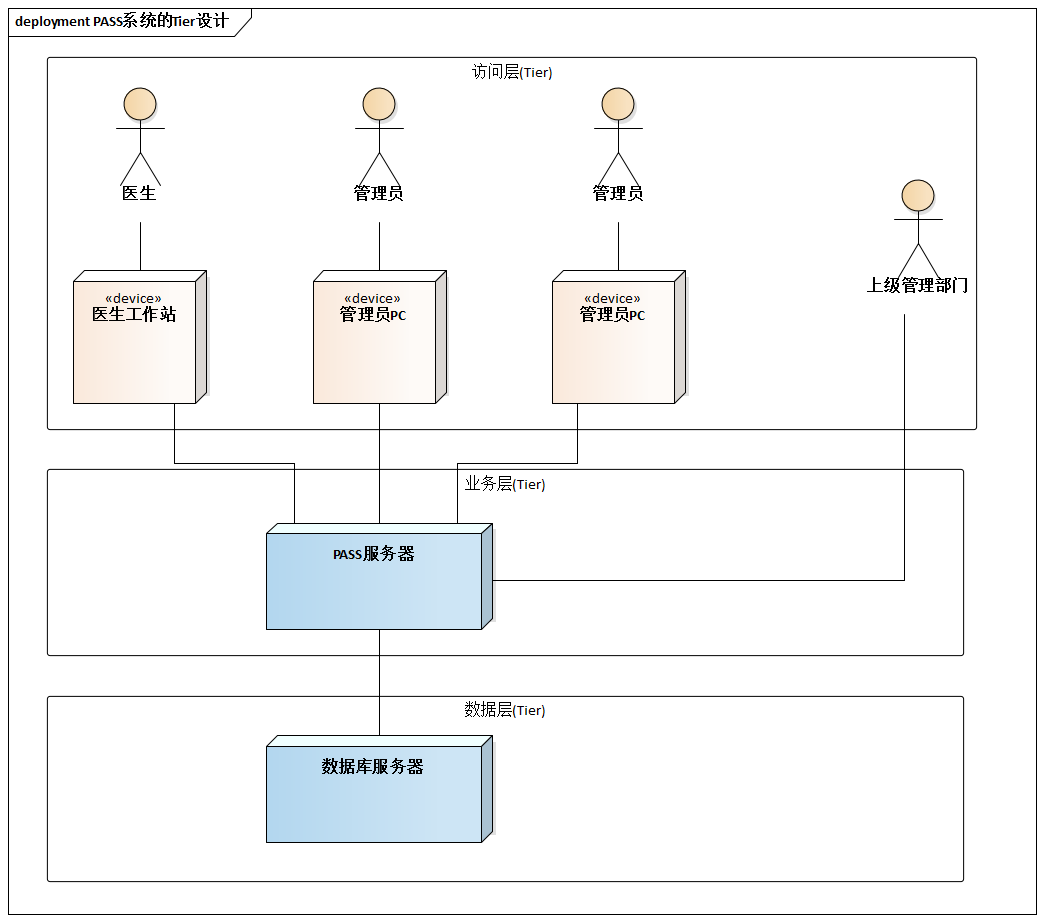 deployment PASS系统的Tier设计
访问层(Tier)
医生
管理员
管理员
上级管理部门
«device»
医生工作站
«device»
管理员PC
«device»
管理员PC
业务层(Tier)
PASS服务器
数据层(Tier)
数据库服务器